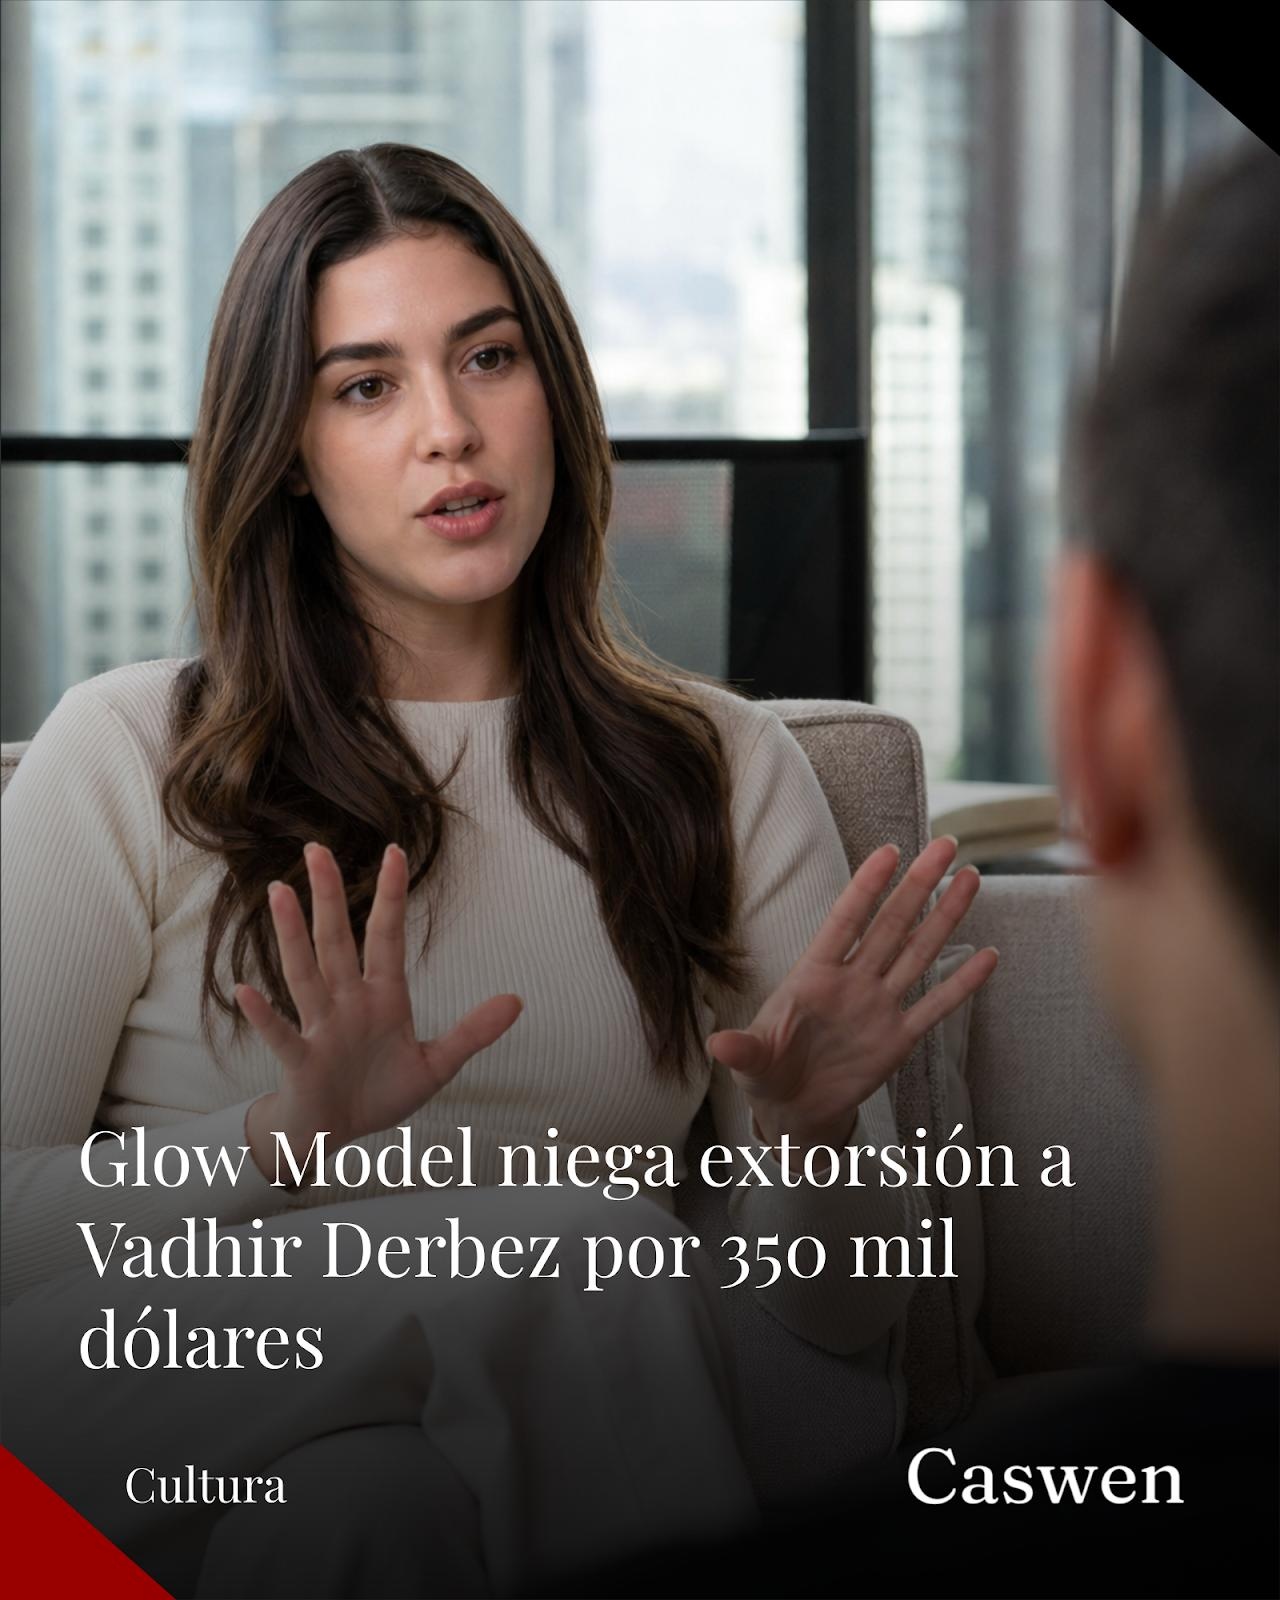 Glow Model niega extorsión a
Vadhir Derbez por 350 mil
dólares
Cultura
Caswen